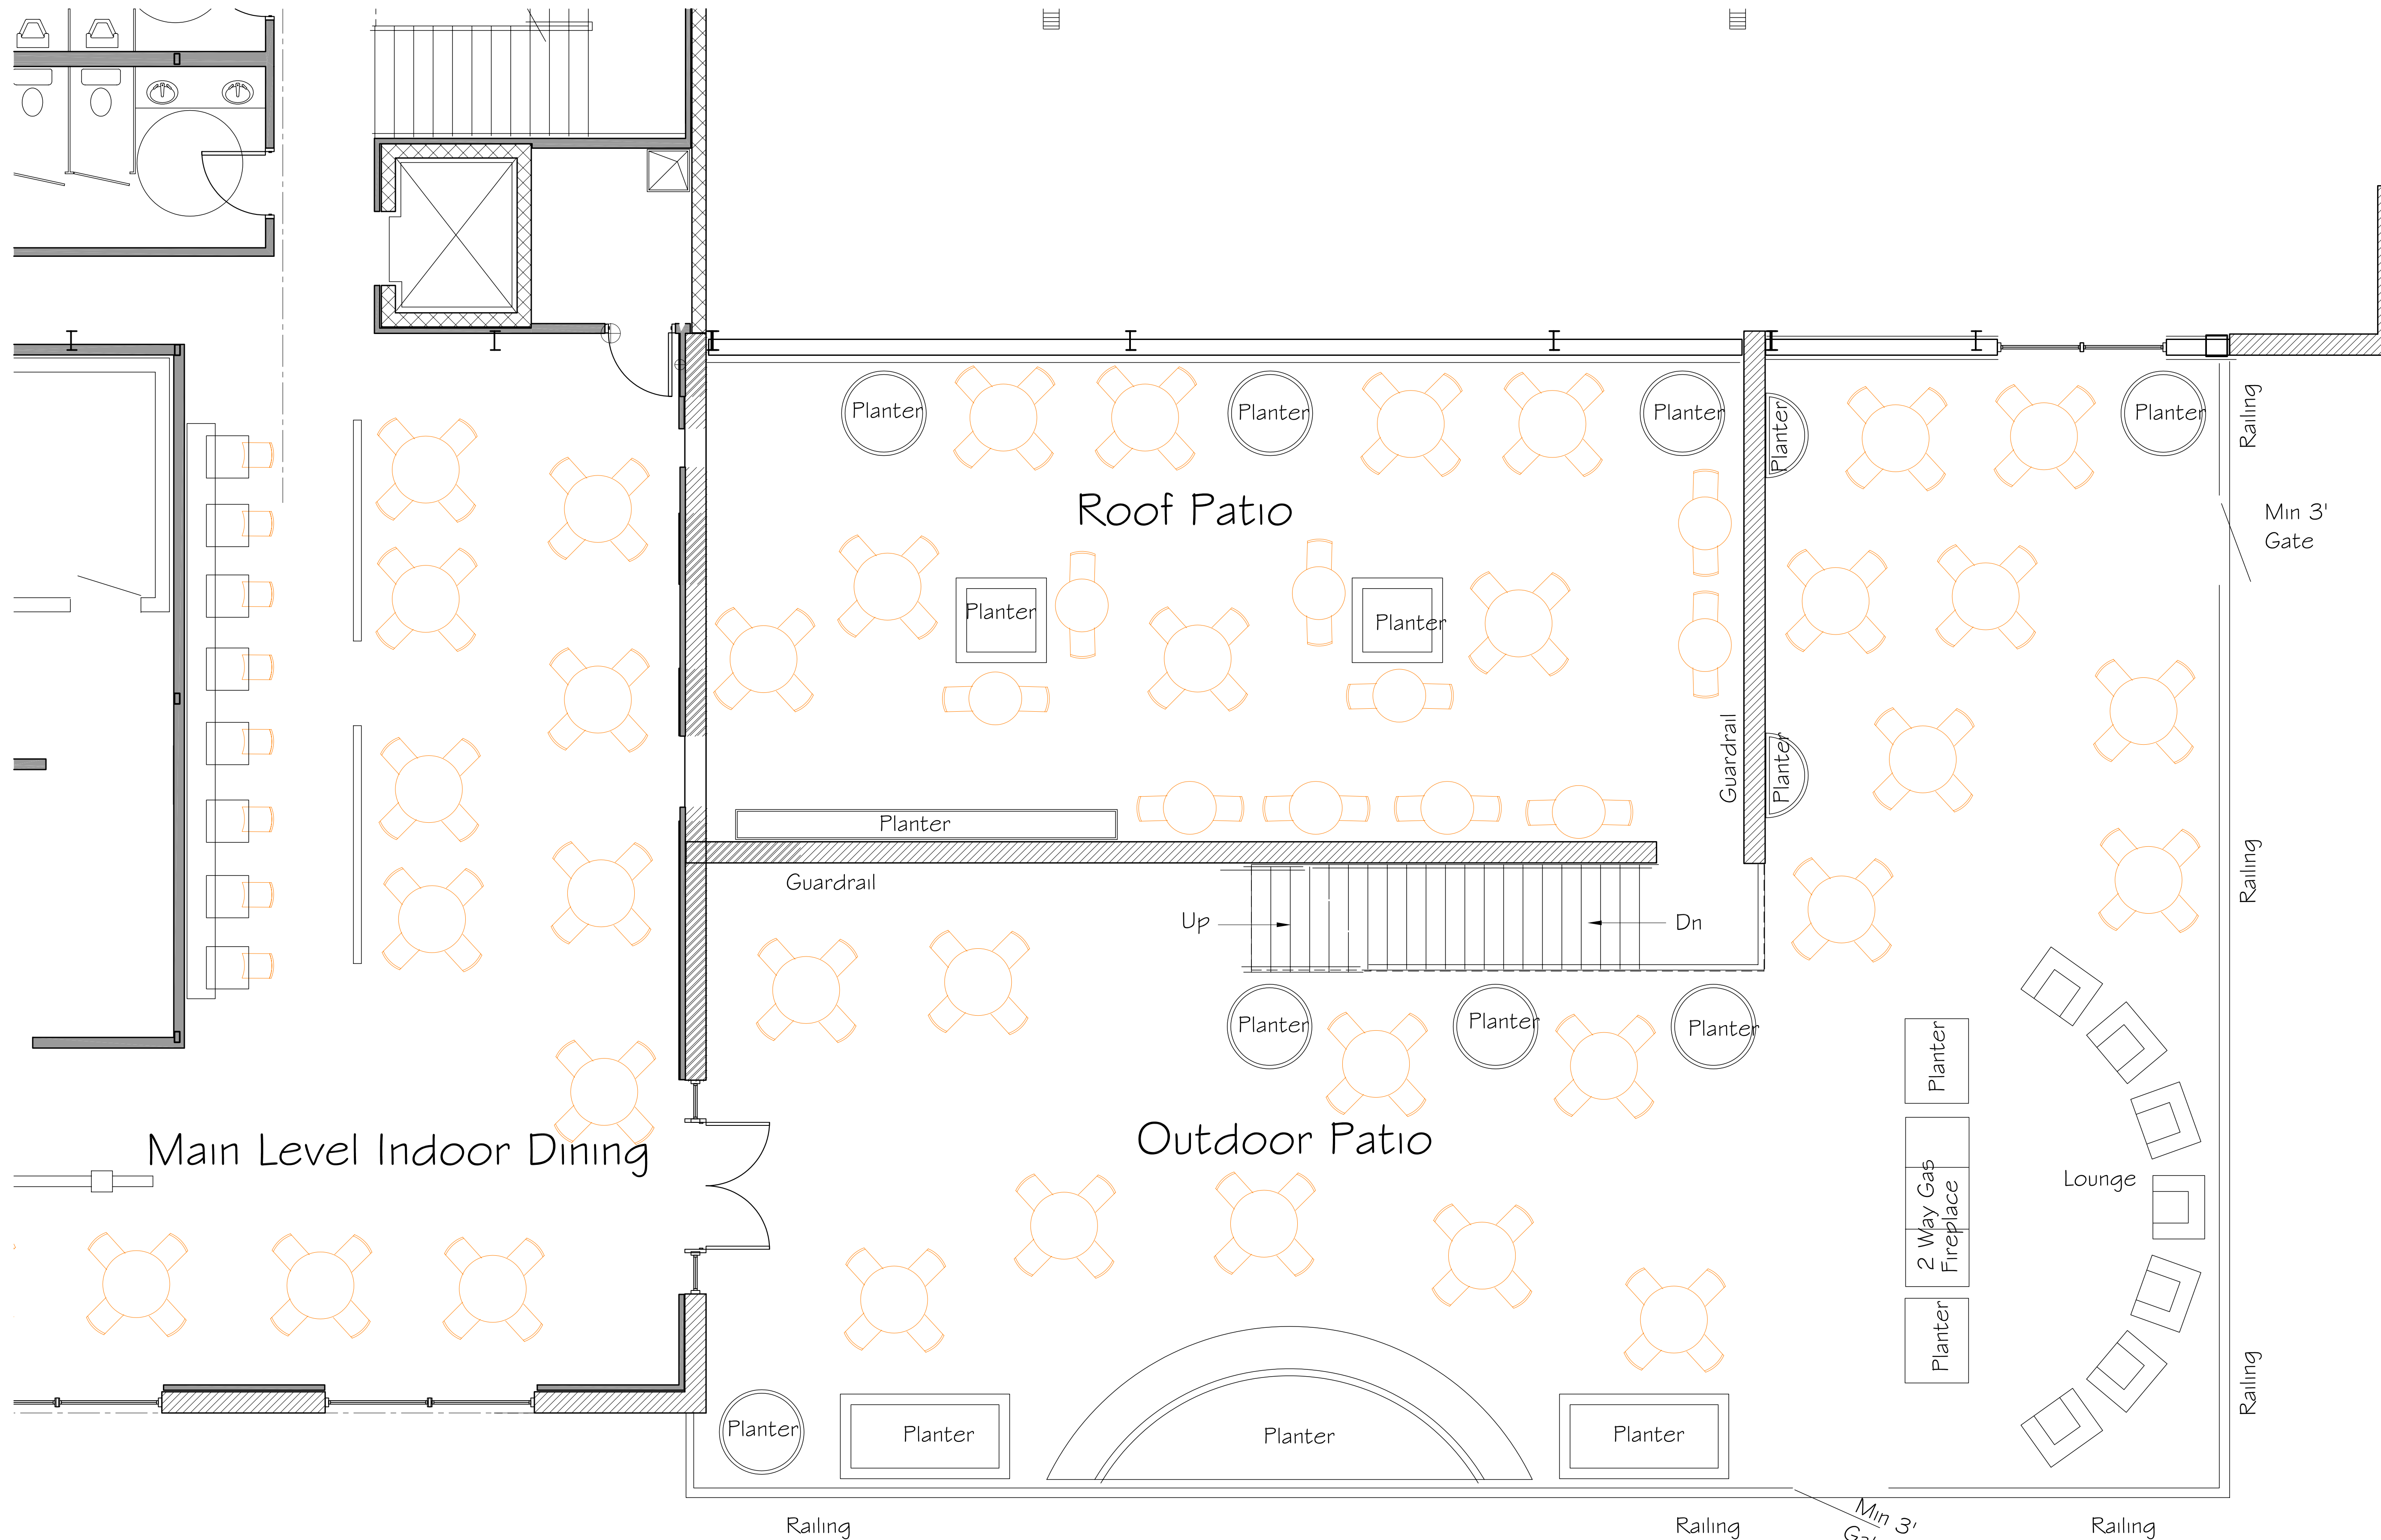 Planter
Planter
Planter
Planter
Planter
Railing
Roof Patio
Min 3'
Gate
Planter
Planter
Guardrail
Planter
Planter
Guardrail
Railing
Up
Dn
Planter
Planter
Planter
Planter
Main Level Indoor Dining
Outdoor Patio
2 Way Gas
Fireplace
Lounge
Planter
Railing
Planter
Planter
Planter
Planter
Railing
Railing
Min 3'
Railing